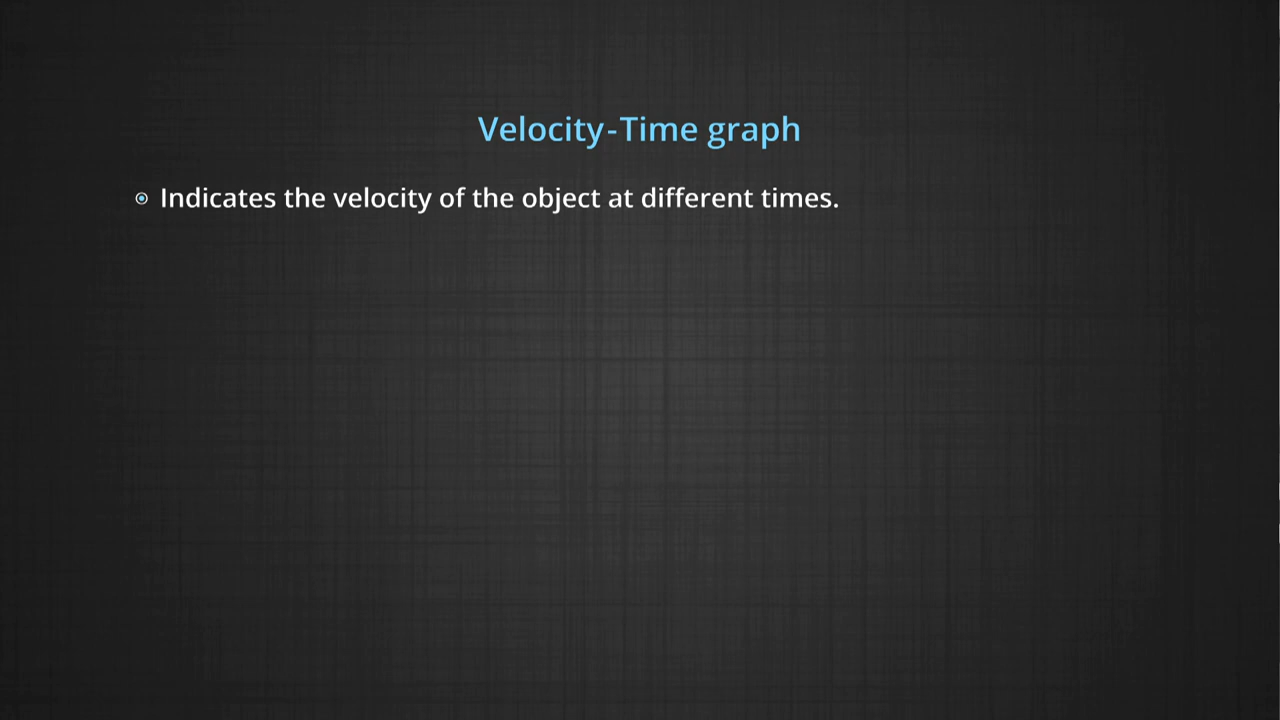 Velocity-Time graph
Indicates the velocity of the object at different times.